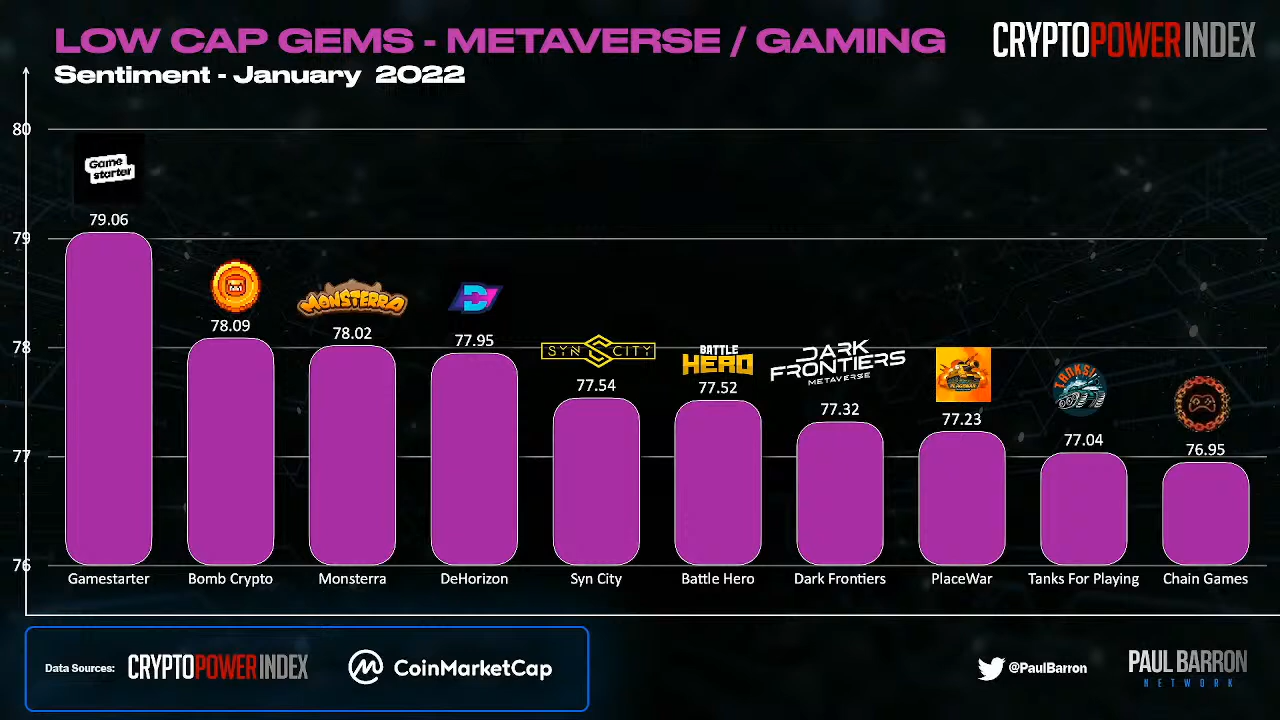 LOW CAP GEMS - METAVERSE / GAMING
CRYPTOPOWERINDEX
Sentiment - January 2022
80
Game
starter
79.06
79
MONSTERRA
78.09
78.02
77.95
78
SYN CITY
BATTLE
HERO
DARK
FRONTIERS
METAVERSE
TANKS!
77.54
77.52
77.32
77.23
77.04
76.95
77
76
Gamestarter
Bomb Crypto
Monsterra
DeHorizon
Syn City
Battle Hero
Dark Frontiers
PlaceWar
Tanks For Playing
Chain Games
Data Sources:
CRYPTOPOWERINDEX
CoinMarketCap
@PaulBarron
PAUL BARRON
NETWORK